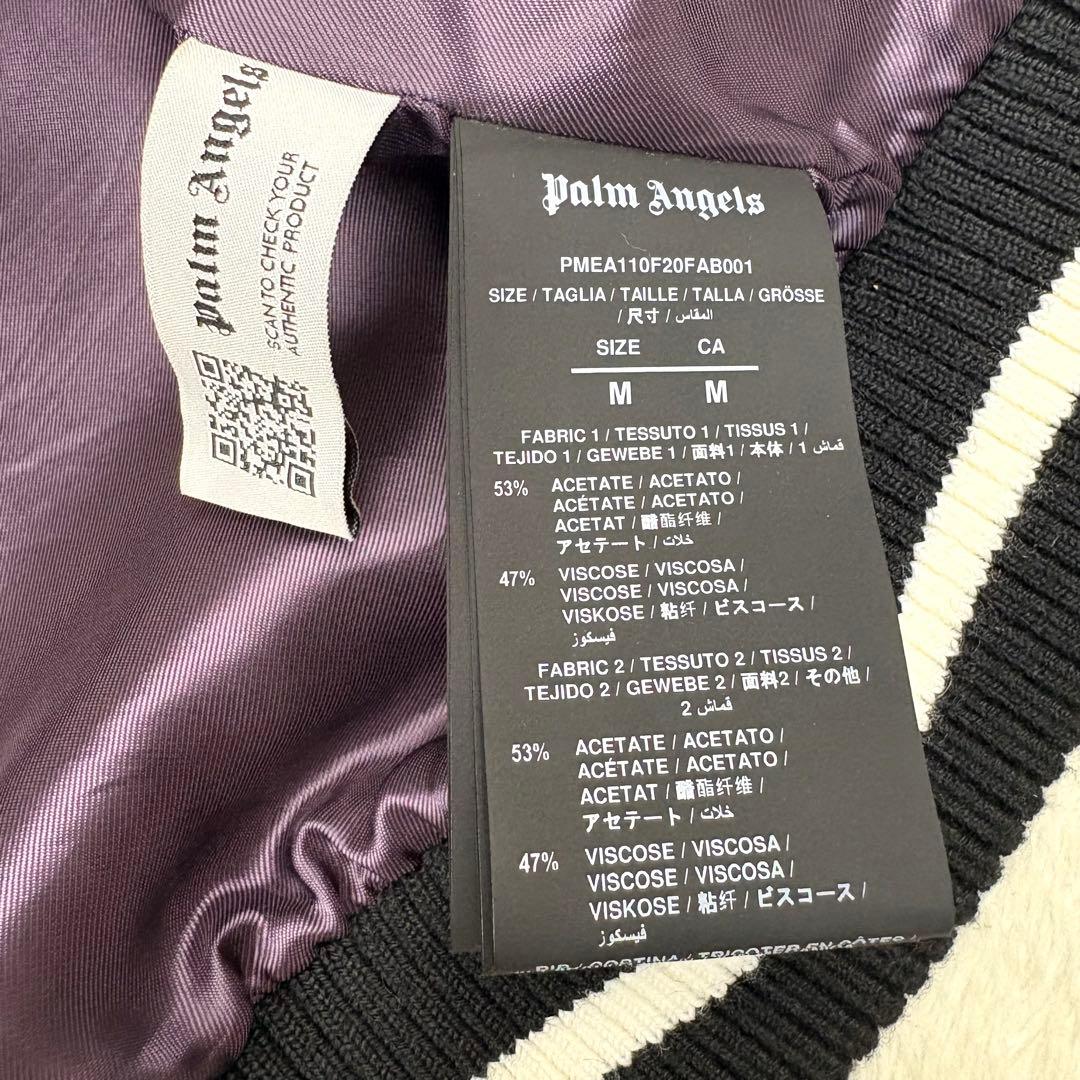 Palm Angels
SCAN TO CHECK YOUR
AUTHENTIC PRODUCT
Palm Angels
PMEA110F20FAB001
SIZE / TAGLIA / TAILLE / TALLA / GRÖSSE
/ 尺寸 / المقاس
SIZE CA
M M
FABRIC 1 / TESSUTO 1 / TISSUS 1 /
TEJIDO 1 / GEWEBE 1 / 面料1 / 本体 / قماش 1
53% ACETATE / ACETATO /
ACÉTATE / ACETATO /
ACETAT / 醋酯纤维 /
アセテート / خلات
47% VISCOSE / VISCOSA /
VISCOSE / VISCOSA /
VISKOSE / 粘纤 / ビスコース /
فيسكوز
FABRIC 2 / TESSUTO 2 / TISSUS 2 /
TEJIDO 2 / GEWEBE 2 / 面料2 / その他 /
قماش 2
53% ACETATE / ACETATO /
ACÉTATE / ACETATO /
ACETAT / 醋酯纤维 /
アセテート / خلات
47% VISCOSE / VISCOSA /
VISCOSE / VISCOSA /
VISKOSE / 粘纤 / ビスコース /
فيسكوز
RIB / CORTINA / TRICOTER EN CÔTES /